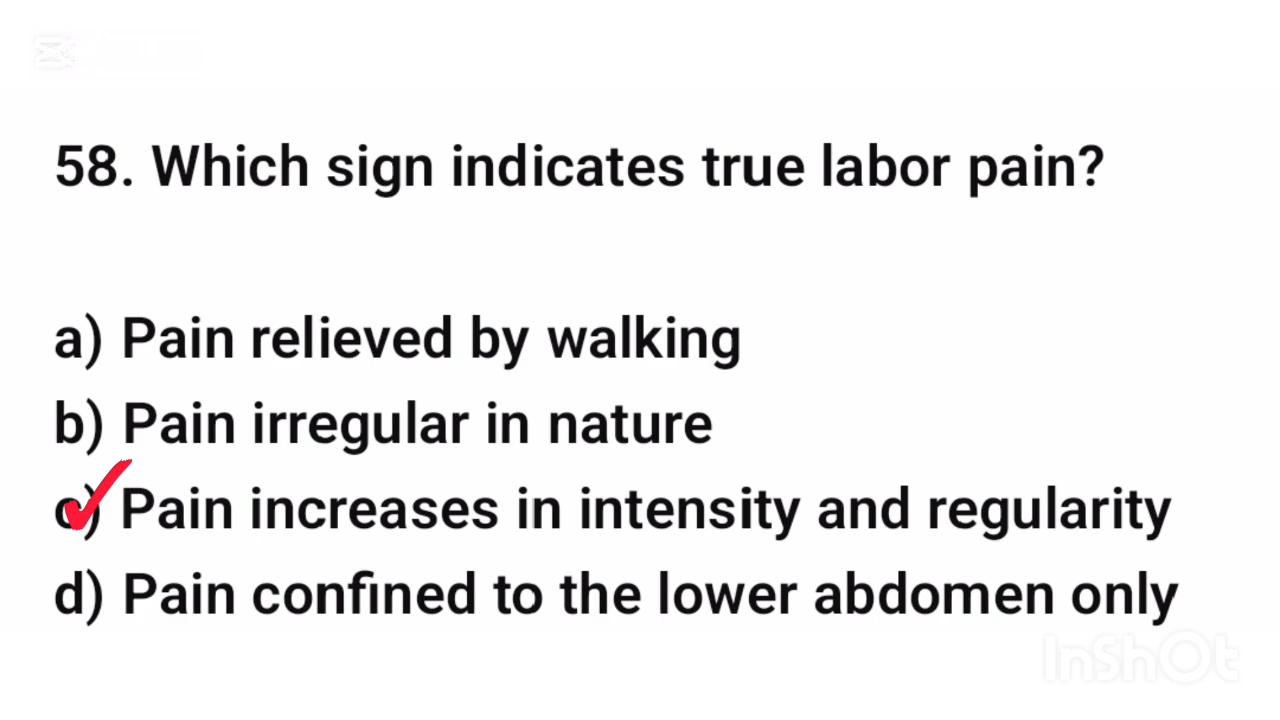 58. Which sign indicates true labor pain?
a) Pain relieved by walking
b) Pain irregular in nature
c) Pain increases in intensity and regularity
d) Pain confined to the lower abdomen only
InShOt